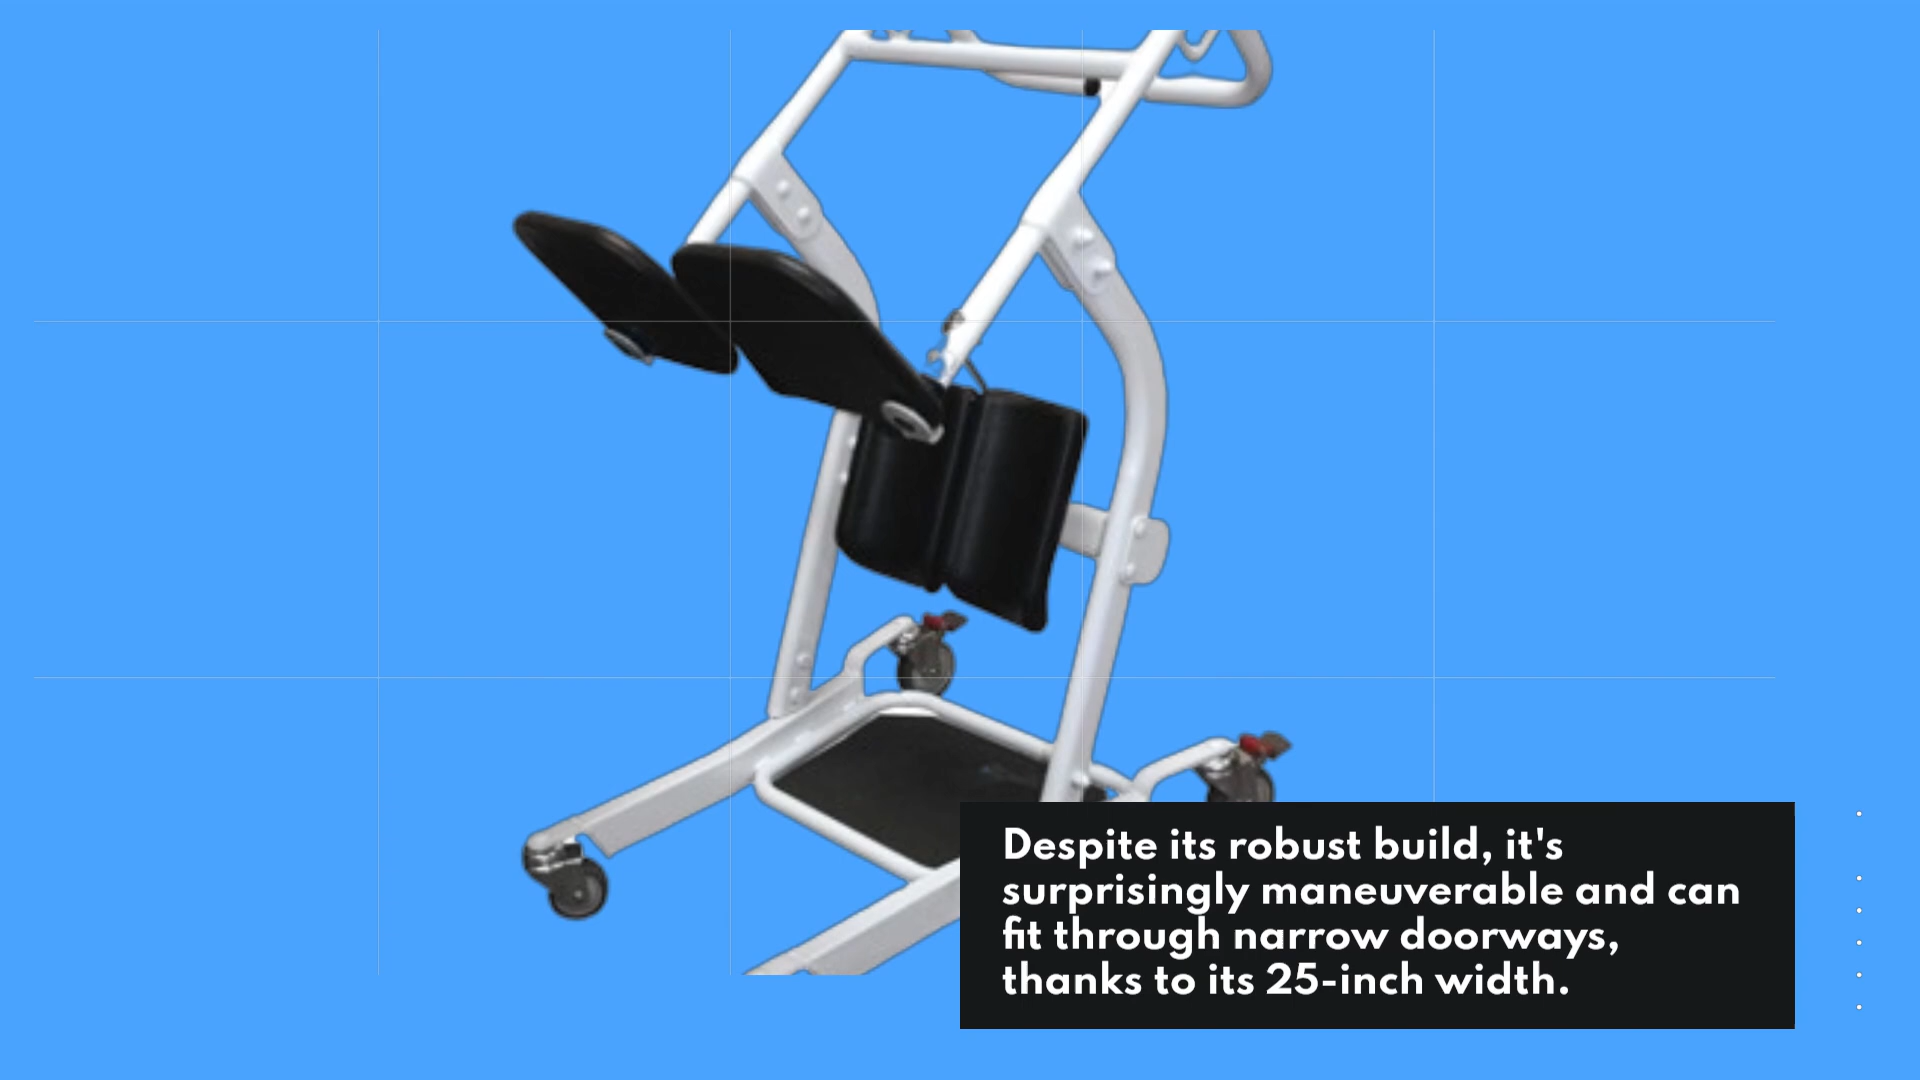 Despite its robust build, it's
surprisingly maneuverable and can
fit through narrow doorways,
thanks to its 25-inch width.